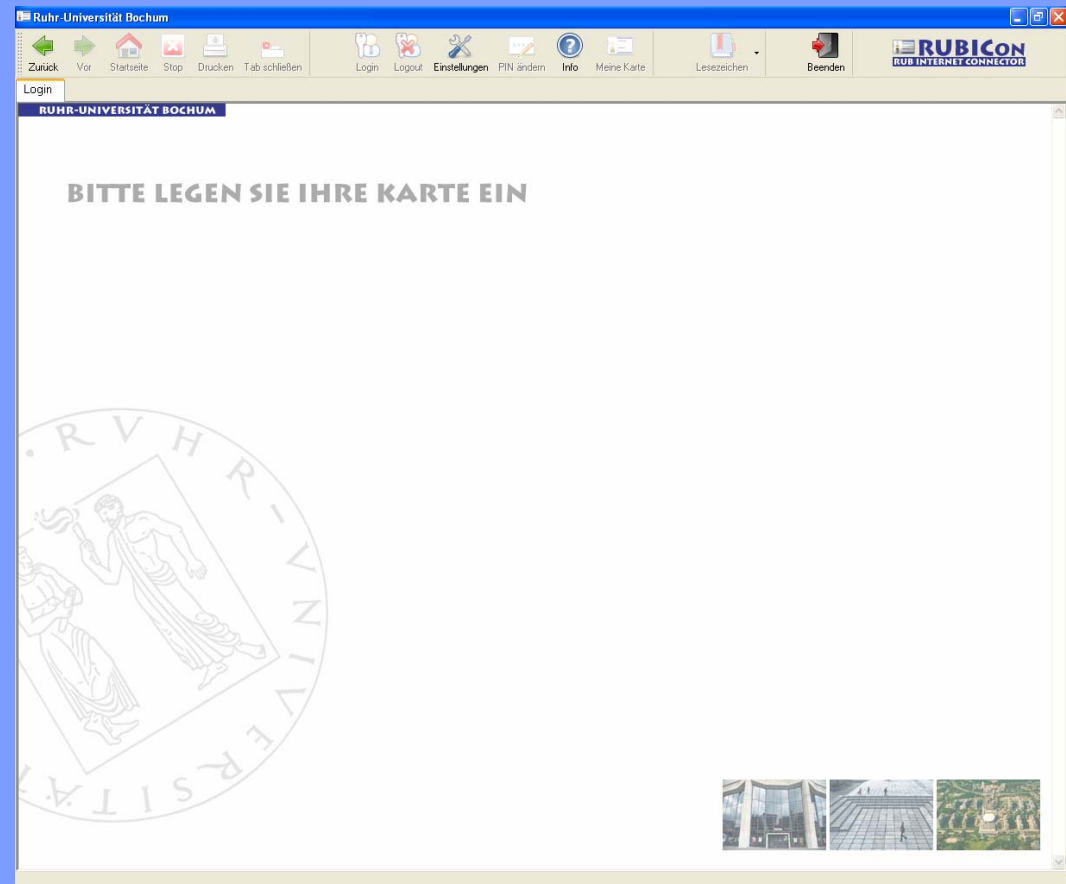 Ruhr-Universität Bochum
Zurück Vor Startseite Stop Drucken Tab schließen Login Logout Einstellungen PIN ändern Info Meine Karte Lesezeichen Beenden
RUBICON
RUB INTERNET CONNECTOR
Login
RUHR-UNIVERSITÄT BOCHUM
BITTE LEGEN SIE IHRE KARTE EIN
· RVHR-VNIVERSITÄT